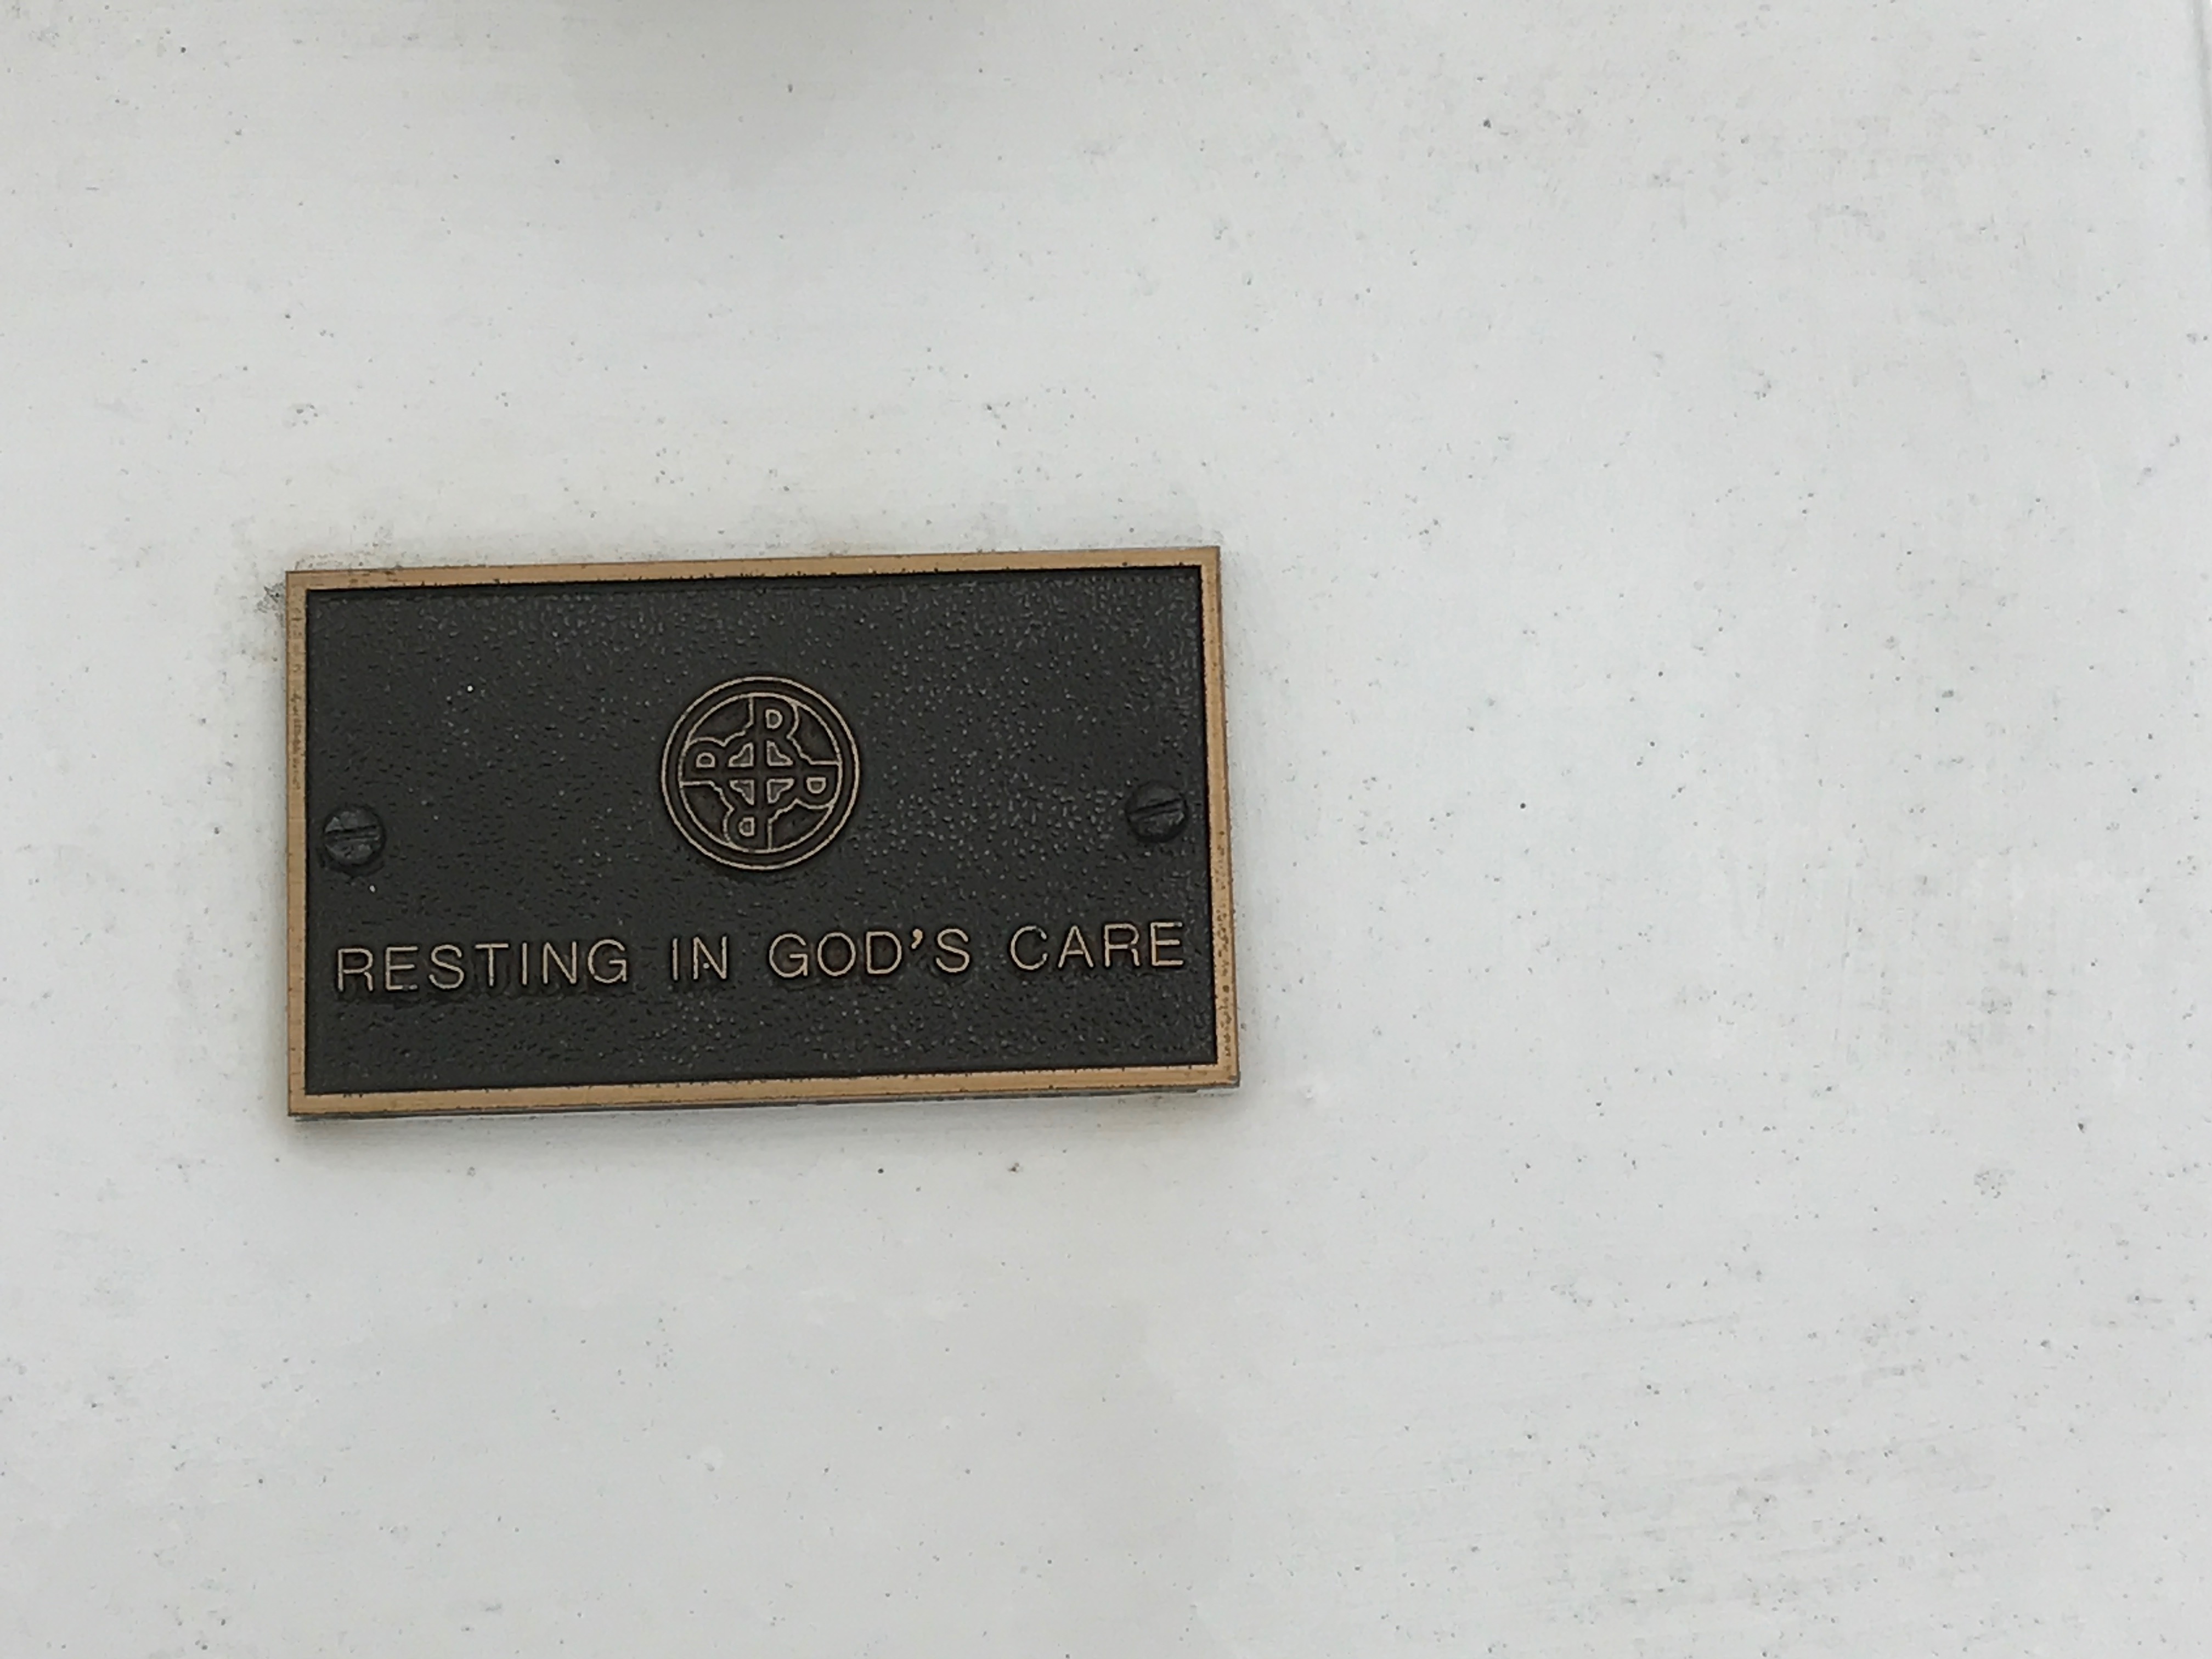 RESTING IN GOD'S CARE